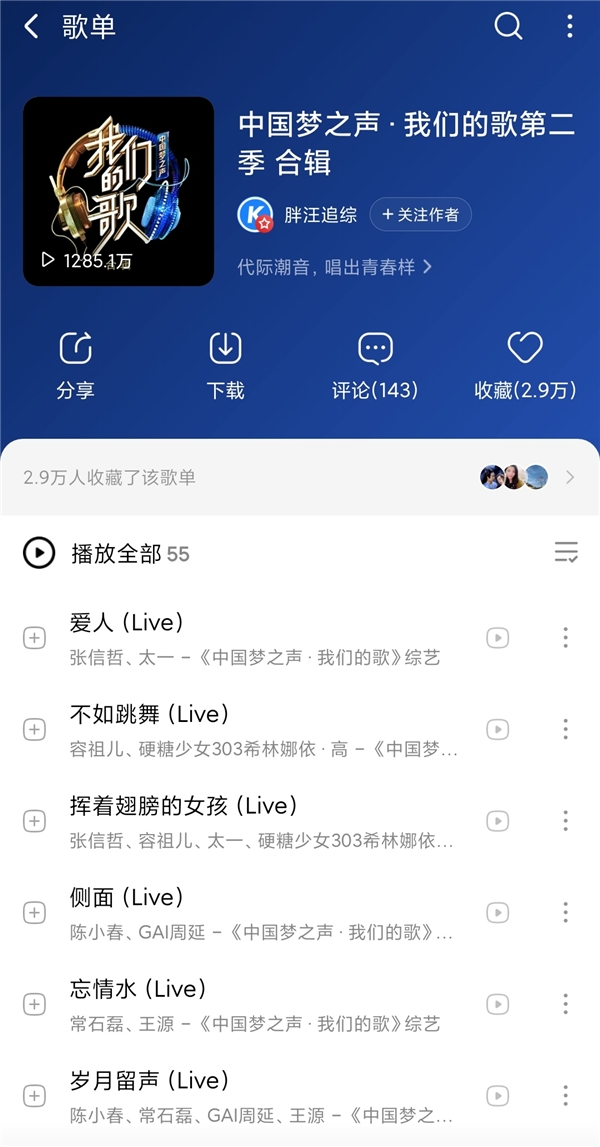 歌单
我们的歌
中国梦之声
1285.1万
中国梦之声 · 我们的歌第二
季 合辑
K
胖汪追综
+关注作者
代际潮音，唱出青春样
分享
下载
评论(143)
收藏(2.9万)
2.9万人收藏了该歌单
播放全部 55
爱人 (Live)
张信哲、太一 -《中国梦之声 · 我们的歌》综艺
不如跳舞 (Live)
容祖儿、硬糖少女303希林娜依 · 高 -《中国梦...
挥着翅膀的女孩 (Live)
张信哲、容祖儿、太一、硬糖少女303希林娜依...
侧面 (Live)
陈小春、GAI周延 -《中国梦之声 · 我们的歌》...
忘情水 (Live)
常石磊、王源 -《中国梦之声 · 我们的歌》综艺
岁月留声 (Live)
陈小春、常石磊、GAI周延、王源 -《中国梦之...